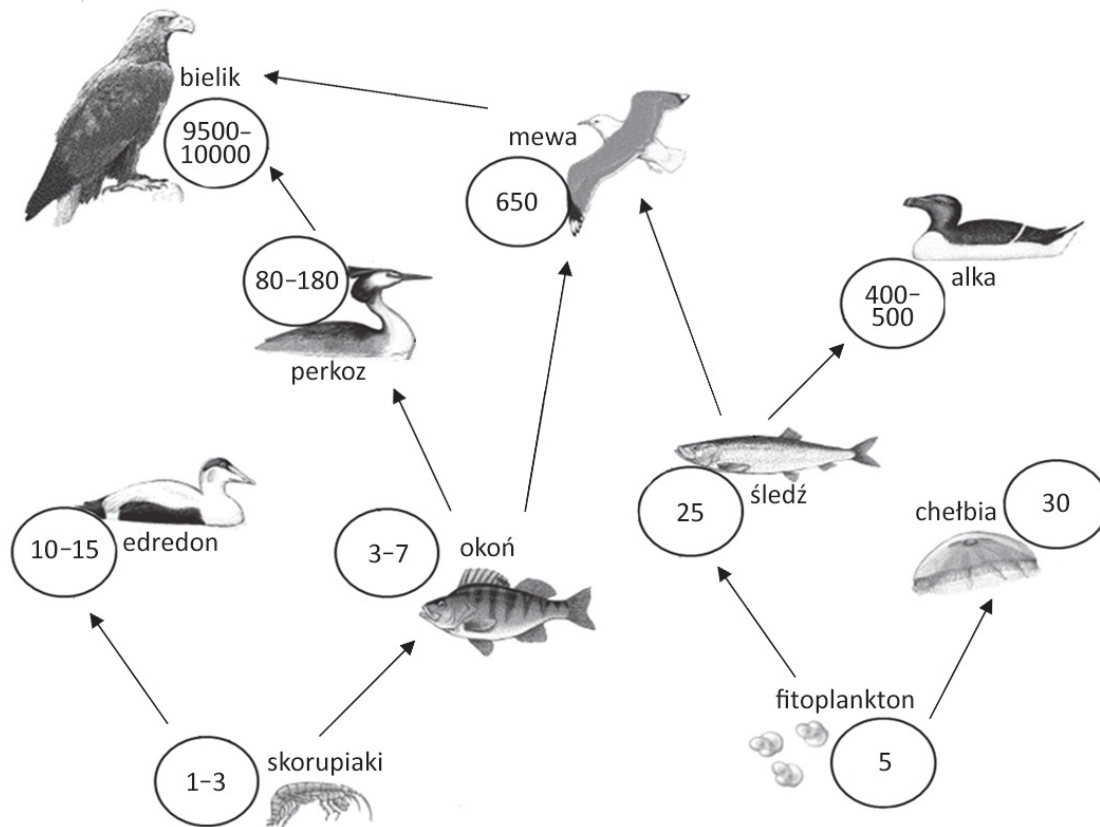 bielik
9500–
10000
mewa
650
alka
400–
500
80–180
perkoz
śledź
25
chełbia
30
10–15
edredon
3–7
okoń
fitoplankton
5
1–3
skorupiaki